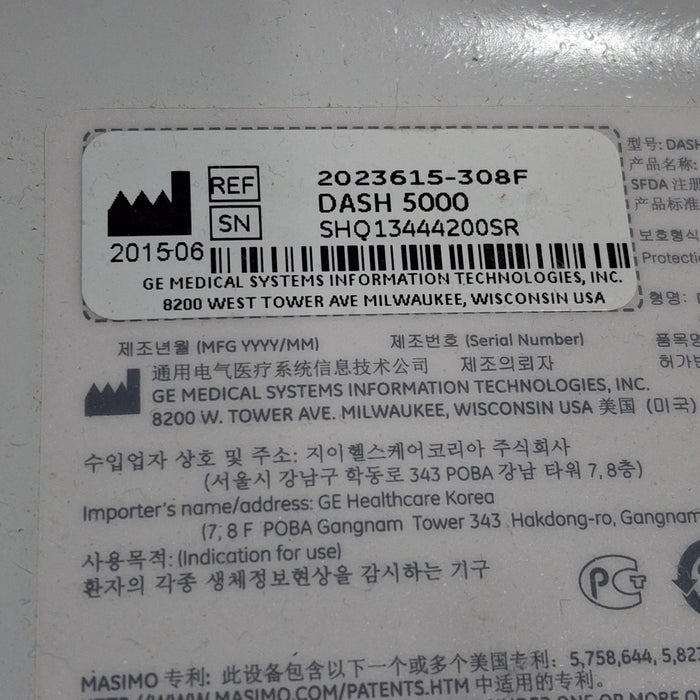 REF 2023615-308F
DASH 5000
SN SHQ13444200SR
2015-06
GE MEDICAL SYSTEMS INFORMATION TECHNOLOGIES, INC.
8200 WEST TOWER AVE MILWAUKEE, WISCONSIN USA
型号: DASH
产品名称:
SFDA 注册
产品标准
보호형식
Protectio
형명:
제조년월 (MFG YYYY/MM) 제조번호 (Serial Number) 품목명
通用电气医疗系统信息技术公司 제조의뢰자 허가번
GE MEDICAL SYSTEMS INFORMATION TECHNOLOGIES, INC.
8200 W. TOWER AVE. MILWAUKEE, WISCONSIN USA 美国 (미국)
수입업자 상호 및 주소: 지이헬스케어코리아 주식회사
(서울시 강남구 학동로 343 POBA 강남 타워 7, 8층)
Importer's name/address: GE Healthcare Korea
(7, 8 F POBA Gangnam Tower 343 Hakdong-ro, Gangnam
사용목적: (Indication for use)
환자의 각종 생체정보현상을 감시하는 기구
MASIMO 专利: 此设备包含以下一个或多个美国专利: 5,758,644, 5,82
HTTP://WWW.MASIMO.COM/PATENTS.HTM 中适用的专利。